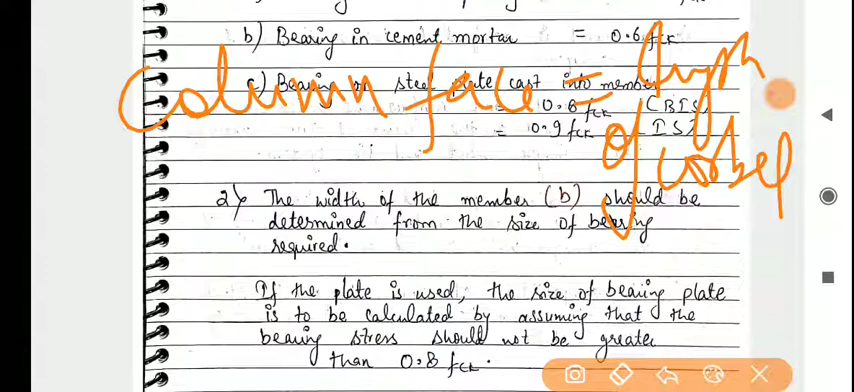 b) Bearing in cement mortar = 0.6 fck
c) Bearing on steel plate cast into member
= 0.8 fck (BIS)
= 0.9 fck (IS)
Column face = length
of corbel
2) The width of the member (b) should be
determined from the size of bearing
required.
If the plate is used, the size of bearing plate
is to be calculated by assuming that the
beawing stress should not be greater
than 0.8 fck.